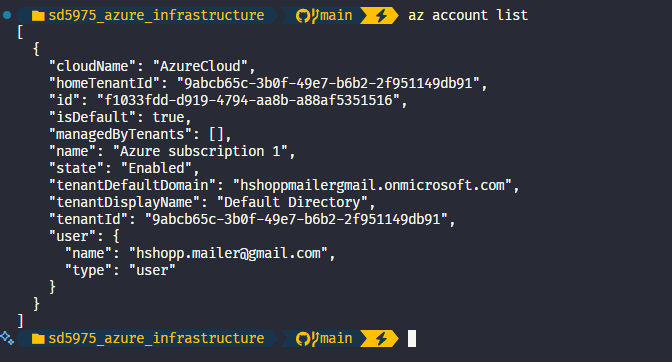 sd5975_azure_infrastructure main az account list
[
  {
    "cloudName": "AzureCloud",
    "homeTenantId": "9abcb65c-3b0f-49e7-b6b2-2f951149db91",
    "id": "f1033fdd-d919-4794-aa8b-a88af5351516",
    "isDefault": true,
    "managedByTenants": [],
    "name": "Azure subscription 1",
    "state": "Enabled",
    "tenantDefaultDomain": "hshoppmailergmail.onmicrosoft.com",
    "tenantDisplayName": "Default Directory",
    "tenantId": "9abcb65c-3b0f-49e7-b6b2-2f951149db91",
    "user": {
      "name": "hshopp.mailer@gmail.com",
      "type": "user"
    }
  }
]
sd5975_azure_infrastructure main